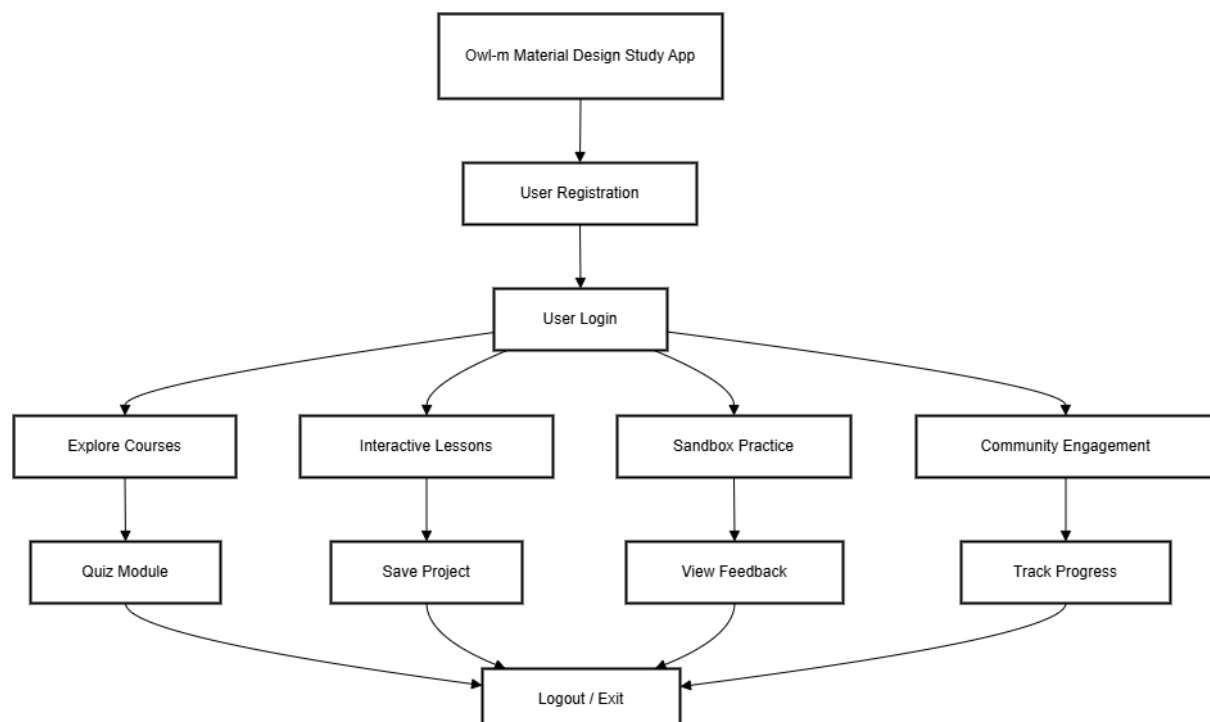 Owl-m Material Design Study App
User Registration
User Login
Explore Courses
Interactive Lessons
Sandbox Practice
Community Engagement
Quiz Module
Save Project
View Feedback
Track Progress
Logout / Exit